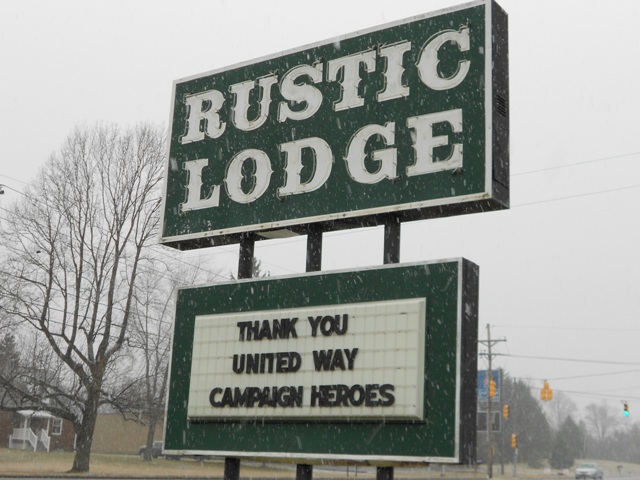 RUSTIC
LODGE
THANK YOU
UNITED WAY
CAMPAIGN HEROES